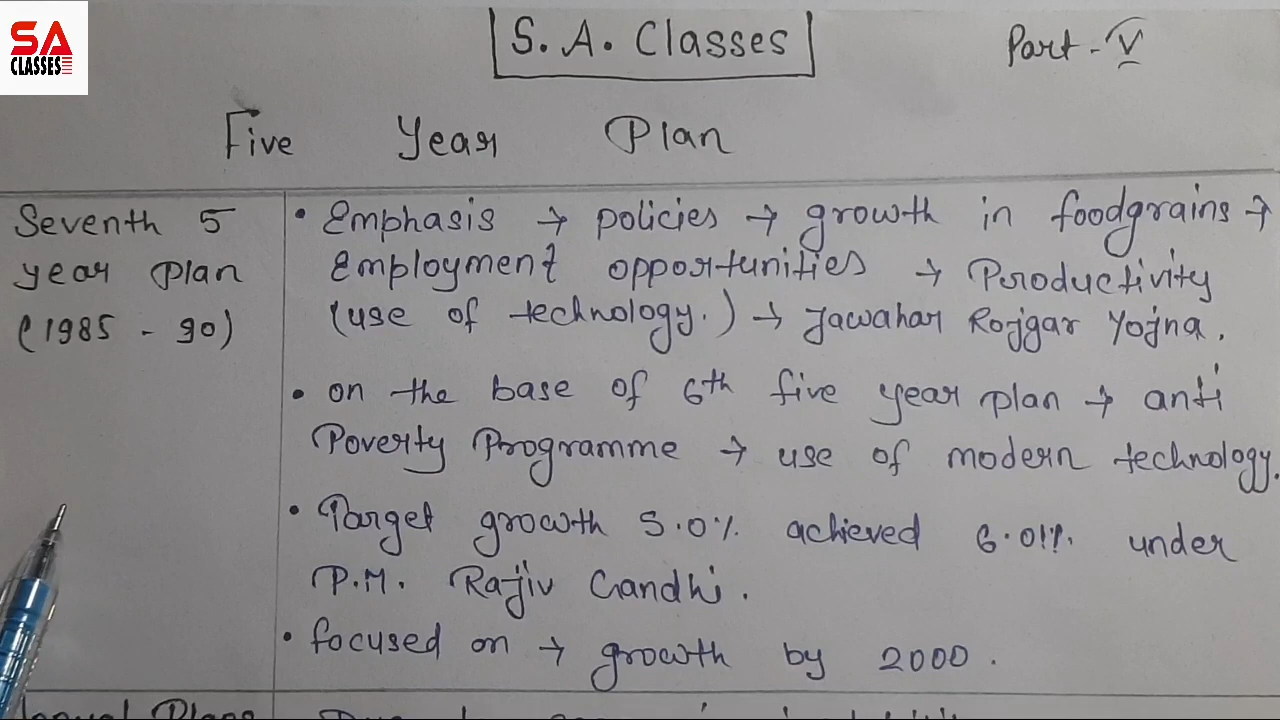 SA
CLASSES
S. A. Classes
Part - V
Five Year Plan
Seventh 5
year Plan
(1985 - 90)
• Emphasis → policies → growth in foodgrains →
Employment opportunities → Productivity
(use of technology.) → Jawahar Rojgar Yojna.
• on the base of 6th five year plan → anti
Poverty Programme → use of modern technology.
• Target growth 5.0% achieved 6.01% under
P.M. Rajiv Gandhi.
• focused on → growth by 2000.
Annual Plans